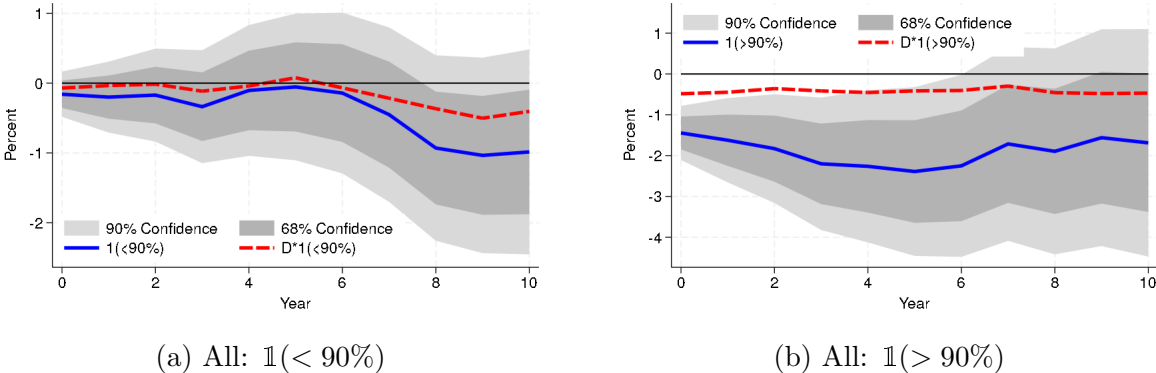 1
0
-1
-2
Percent
90% Confidence
68% Confidence
1(<90%)
D*1(<90%)
0
2
4
6
8
10
Year
(a) All: 𝟙(< 90%)
90% Confidence
68% Confidence
1(>90%)
D*1(>90%)
1
0
-1
-2
-3
-4
Percent
0
2
4
6
8
10
Year
(b) All: 𝟙(> 90%)